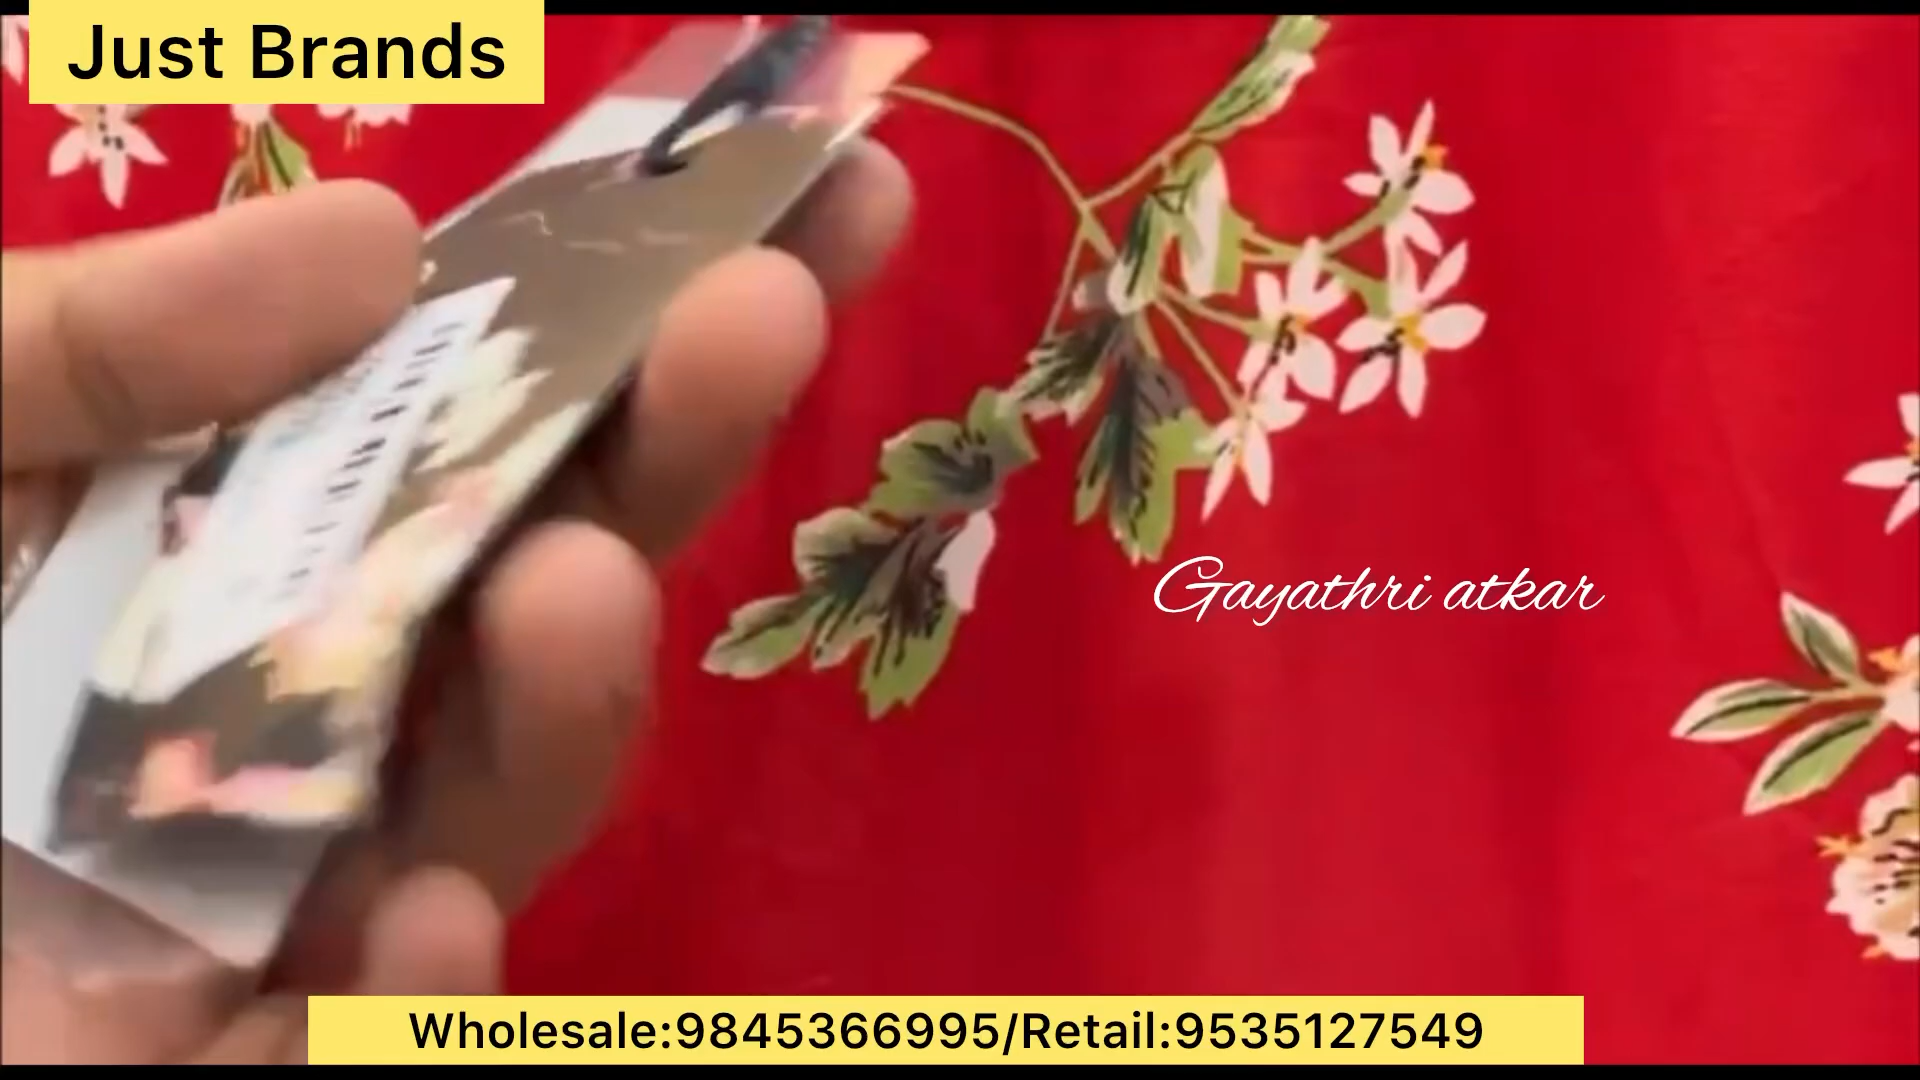 Just Brands
Gayathri atkar
Wholesale:9845366995/Retail:9535127549